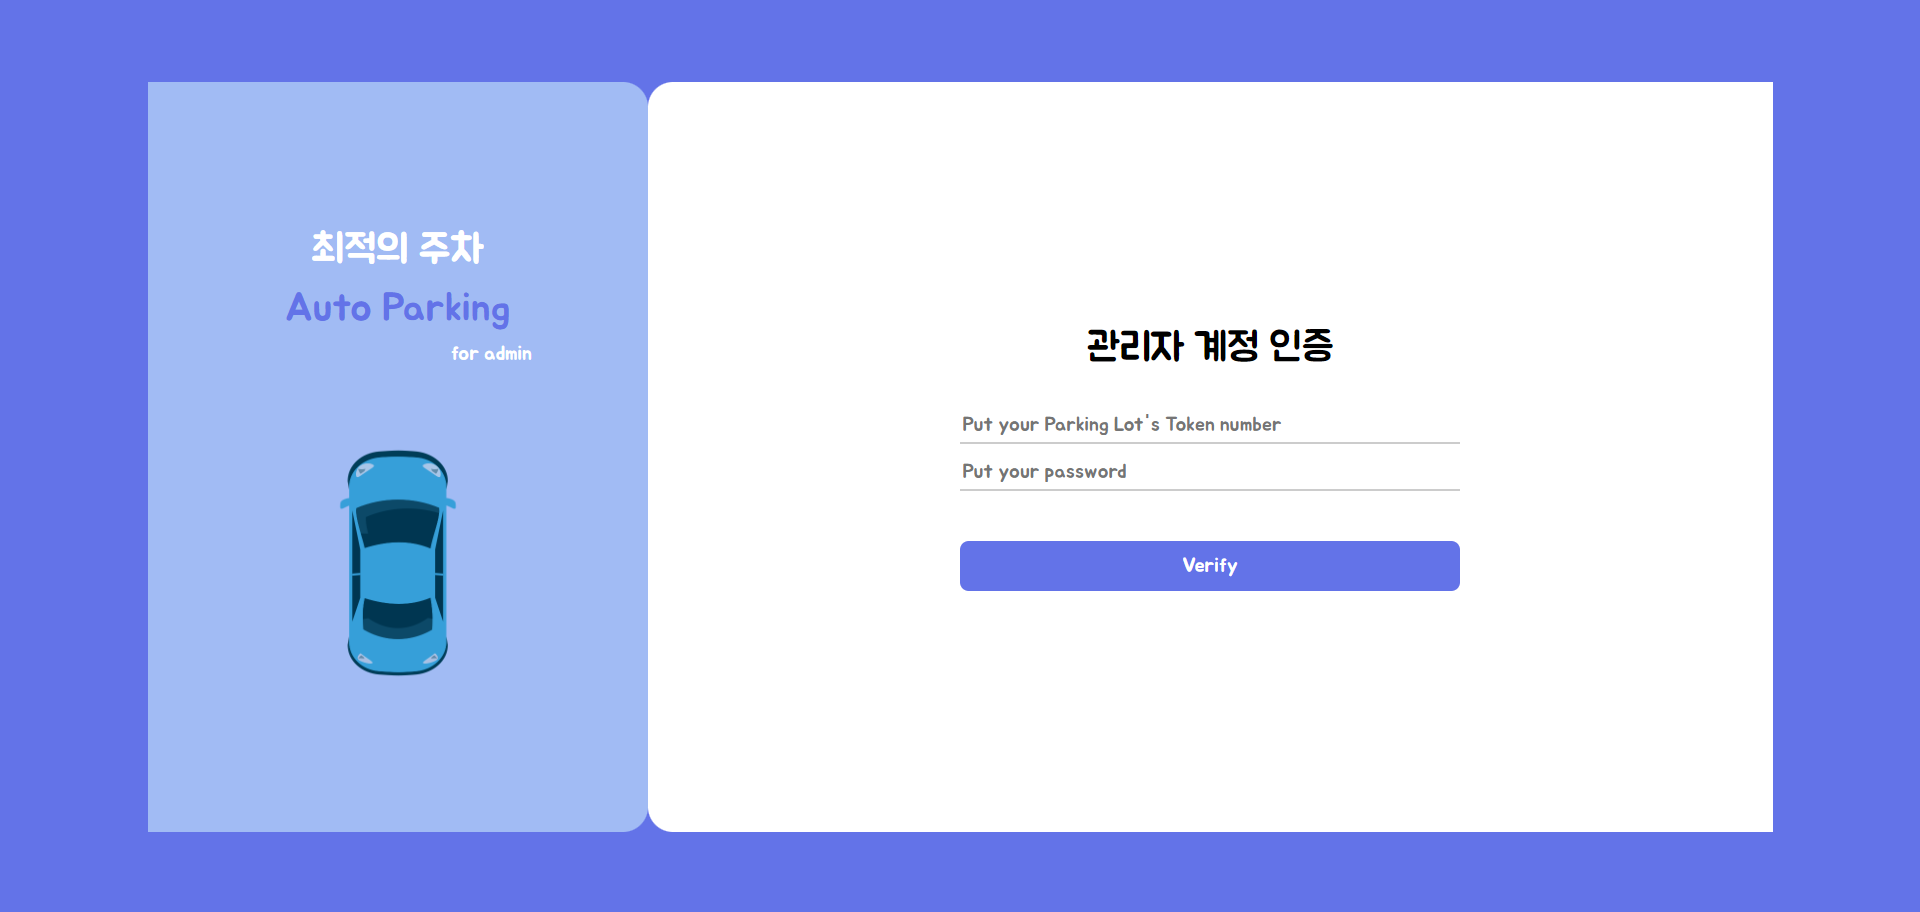 최적의 주차
Auto Parking
for admin
관리자 계정 인증
Put your Parking Lot's Token number
Put your password
Verify